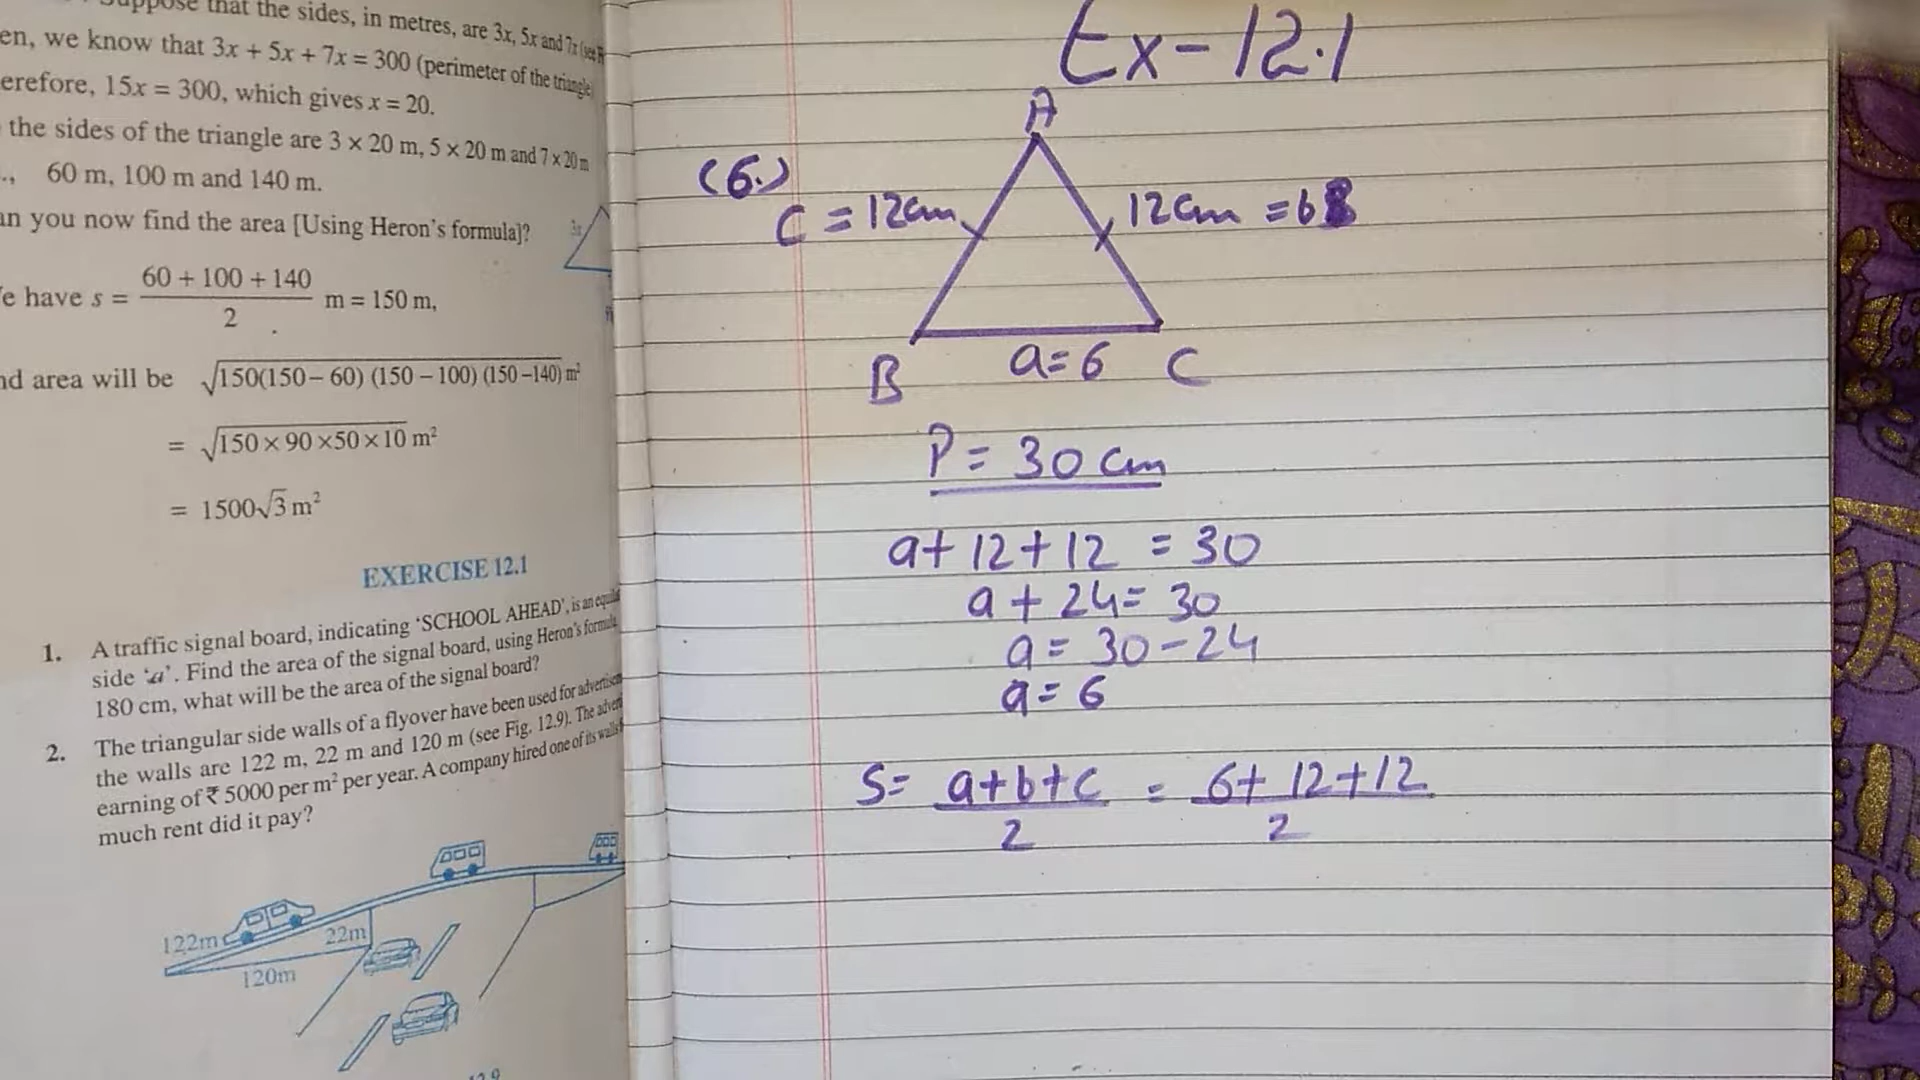 that the sides, in metres, are 3x, 5x and 7x
en, we know that 3x + 5x + 7x = 300 (perimeter of the triangle)
erefore, 15x = 300, which gives x = 20.
the sides of the triangle are 3 × 20 m, 5 × 20 m and 7 × 20 m
., 60 m, 100 m and 140 m.
an you now find the area [Using Heron's formula]?
e have s = (60 + 100 + 140)/2 m = 150 m,
nd area will be √150(150 – 60) (150 – 100) (150 – 140) m²
= √150 × 90 × 50 × 10 m²
= 1500√3 m²
EXERCISE 12.1
1. A traffic signal board, indicating 'SCHOOL AHEAD', is an
side 'a'. Find the area of the signal board, using Heron's
180 cm, what will be the area of the signal board?
2. The triangular side walls of a flyover have been used for
the walls are 122 m, 22 m and 120 m (see Fig. 12.9). The
earning of ₹ 5000 per m² per year. A company hired one of its walls
much rent did it pay?
122m
22m
120m
Ex-12.1
A
(6.)
C = 12cm
12cm = b
B
a=6
C
P = 30 cm
a+12+12 = 30
a + 24 = 30
a = 30-24
a = 6
S = a+b+c/2 = 6+12+12/2